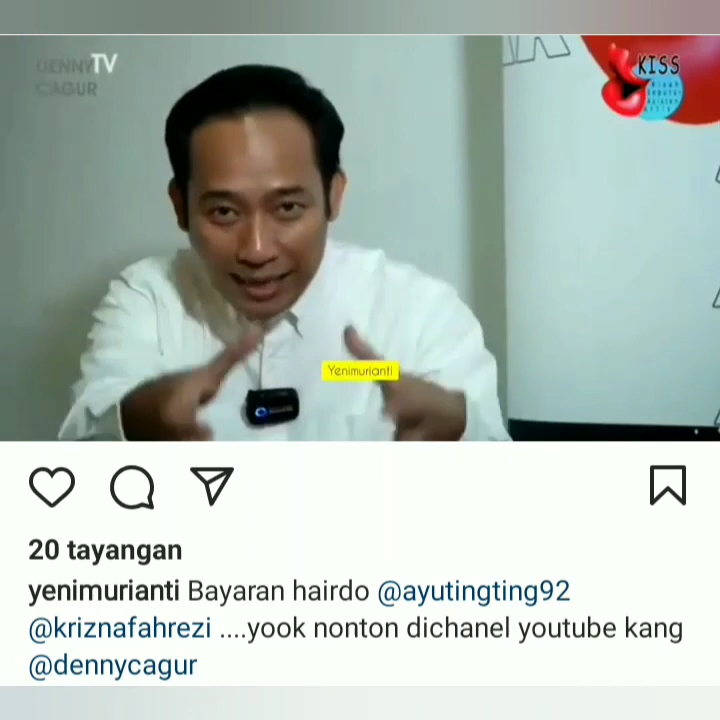 DENNY TV
CAGUR
KISS
Yenimurianti
20 tayangan
yenimurianti Bayaran hairdo @ayutingting92
@kriznafahrezi ....yook nonton dichanel youtube kang
@dennycagur